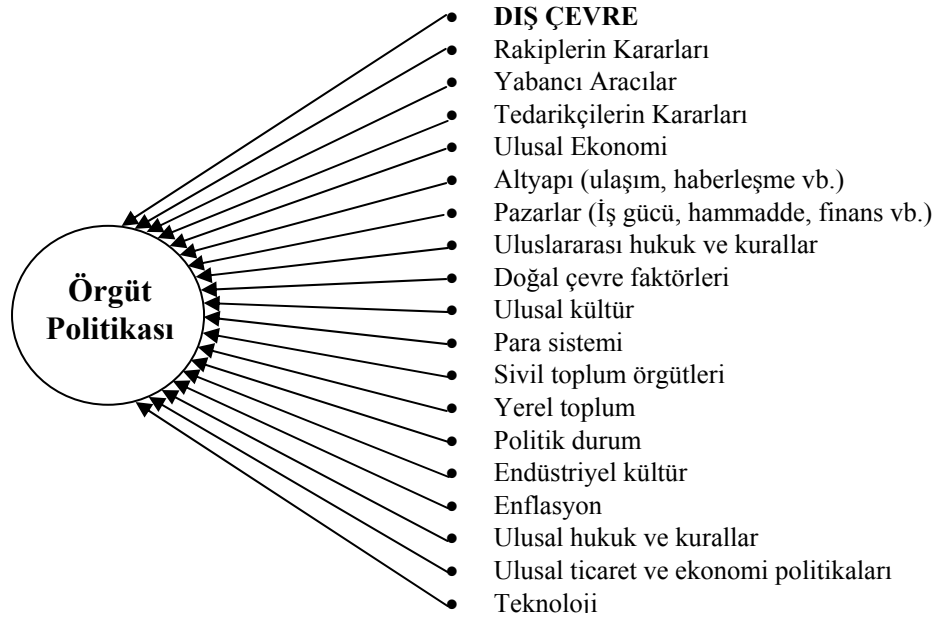 • DIŞ ÇEVRE
• Rakiplerin Kararları
• Yabancı Aracılar
• Tedarikçilerin Kararları
• Ulusal Ekonomi
• Altyapı (ulaşım, haberleşme vb.)
• Pazarlar (İş gücü, hammadde, finans vb.)
• Uluslararası hukuk ve kurallar
• Doğal çevre faktörleri
• Ulusal kültür
• Para sistemi
• Sivil toplum örgütleri
• Yerel toplum
• Politik durum
• Endüstriyel kültür
• Enflasyon
• Ulusal hukuk ve kurallar
• Ulusal ticaret ve ekonomi politikaları
• Teknoloji
Örgüt
Politikası